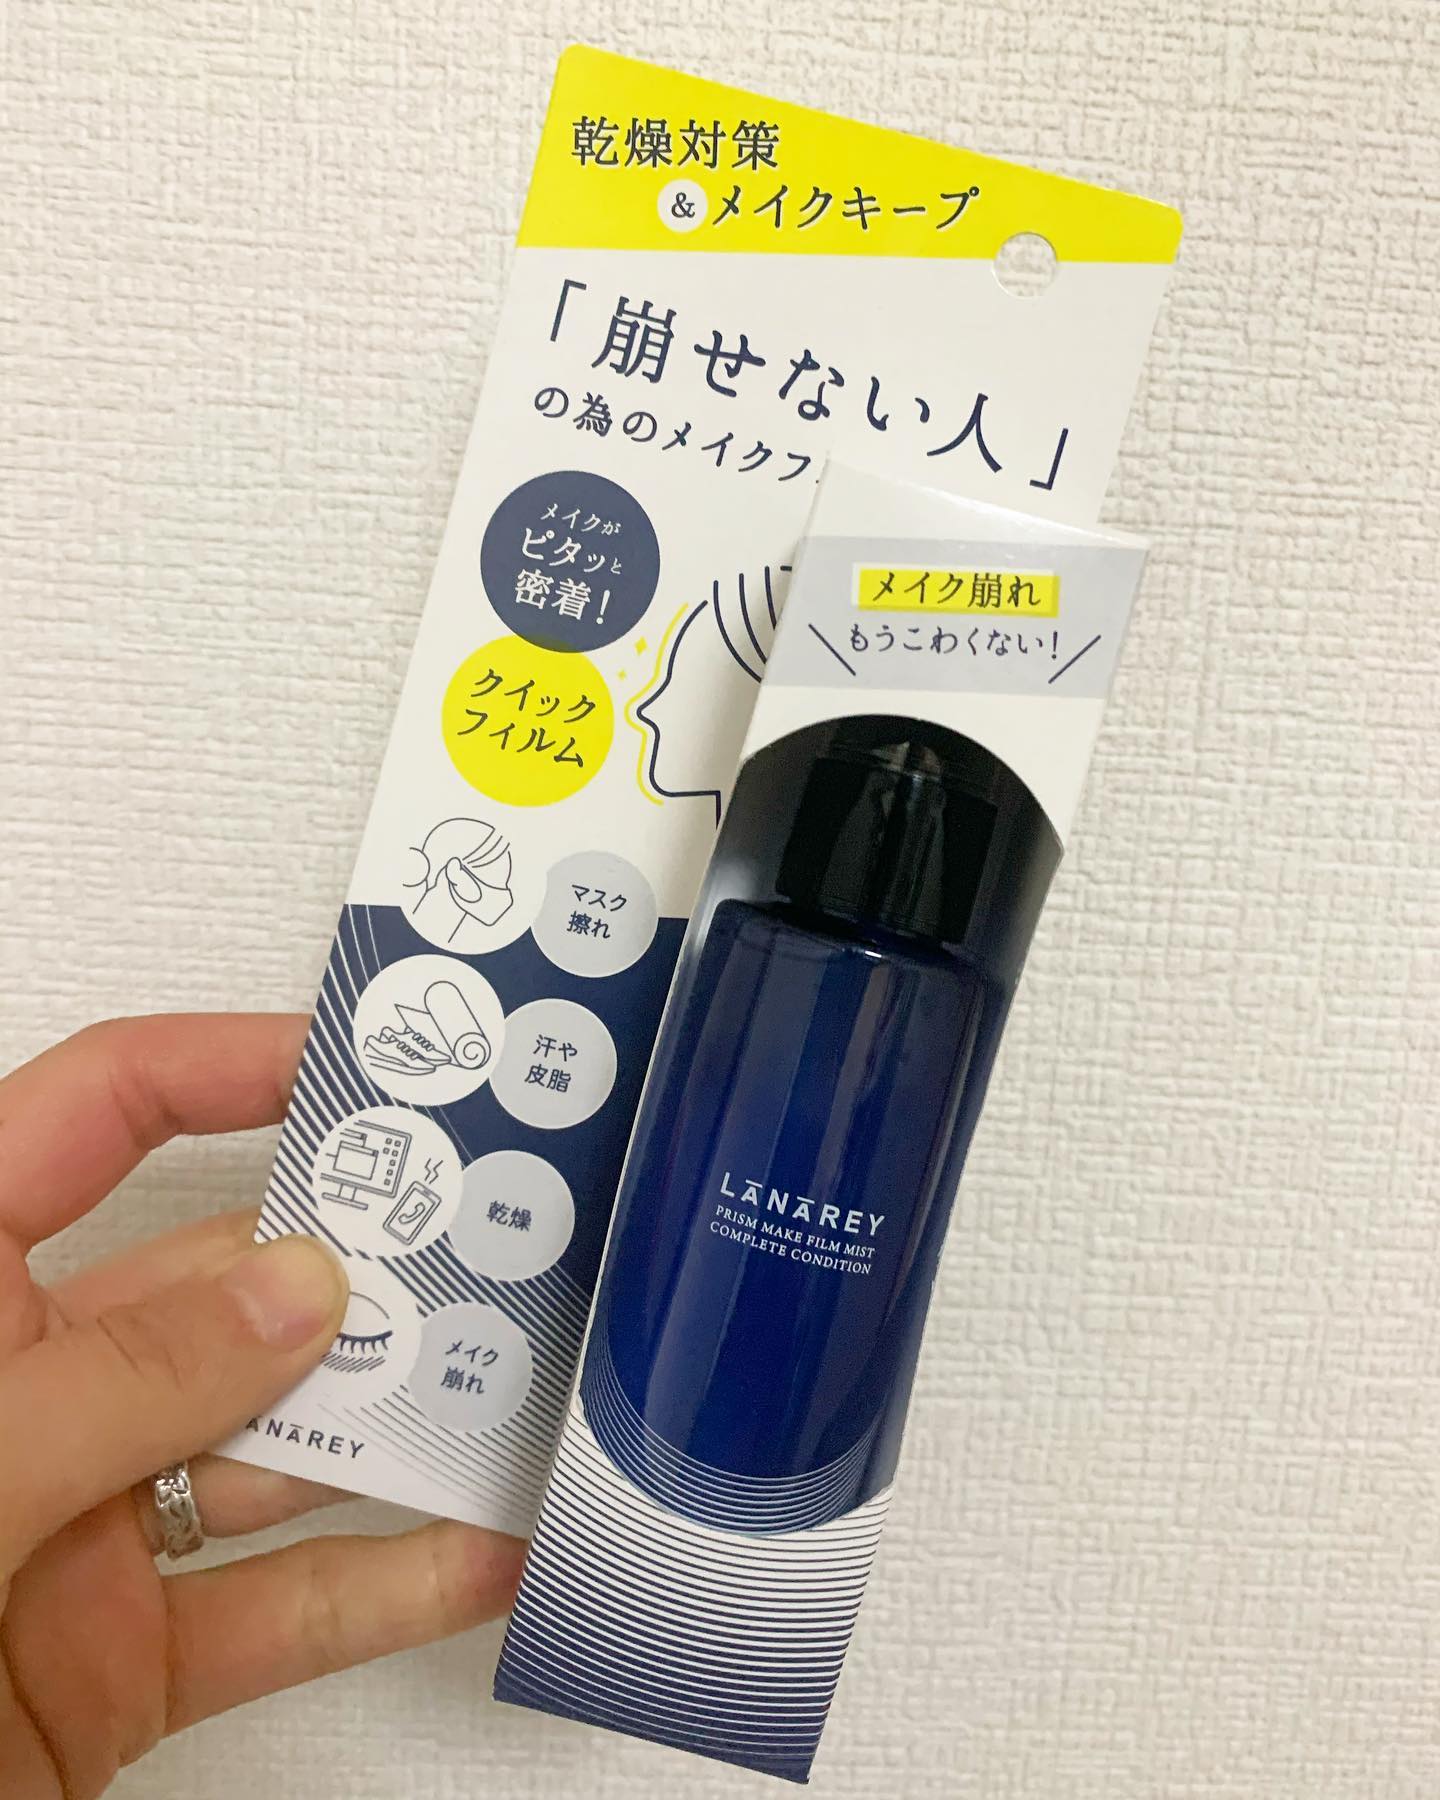 乾燥対策
&メイクキープ
「崩せない人」
の為のメイクフ
メイクが
ピタッと
密着!
クイック
フィルム
メイク崩れ
もうこわくない!
マスク
擦れ
汗や
皮脂
乾燥
メイク
崩れ
LĀNĀREY
PRISM MAKE FILM MIST
COMPLETE CONDITION
ĀNĀREY